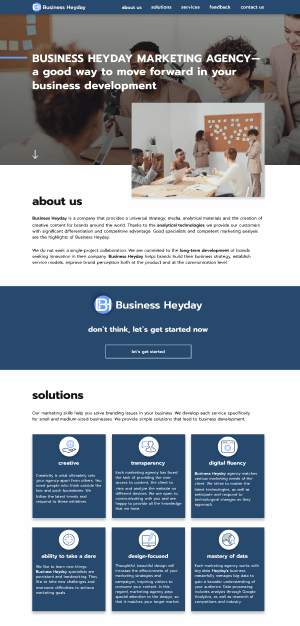 Business Heyday
about us
solutions
services
feedback
contact us
BUSINESS HEYDAY MARKETING AGENCY—
a good way to move forward in your
business development
about us
Business Heyday is a company that provides a universal strategy, media, analytical materials and the creation
of creative content for brands around the world. Thanks to the analytical technologies we provide our customers
with significant differentiation and competitive advantage. Good specialists and competent marketing analysis
are the highlights of Business Heyday.
We do not seek a single-project collaboration. We are committed to the long-term development of brands
seeking innovation in their company. Business Heyday helps brands build their business strategy, establish
service models, improve brand perception both at the product and at the communication level
Business Heyday
don't think, let's get started now
let's get started
solutions
Our marketing skills help you solve branding issues in your business. We develop each service specifically
for small and medium-sized businesses. We provide simple solutions that lead to business development.
creative
Creativity is what ultimately sets
your agency apart from others. You
need people who think outside the
box and push boundaries. We
follow the latest trends and
respond to these initiatives.
transparency
Each marketing agency has faced
the task of providing the user
access to content, the client to
view and analyze the website on
different devices. We are open to
communicating with you and are
happy to provide all the knowledge
that we have.
digital fluency
Business Heyday agency watches
various marketing needs of the
client. We strive to master the
latest technologies, as well as
anticipate and respond to
technological changes as they
approach.
ability to take a dare
We like to learn new things.
Business Heyday specialists are
persistent and hardworking. They
like to take new challenges and
overcome difficulties to achieve
marketing goals.
design-focused
Thoughtful, beautiful design will
increase the effectiveness of your
marketing strategies and
campaigns, inspiring visitors to
consume your content. In this
regard, marketing agency pays
special attention to the design, so
that it matches your target market.
mastery of data
Each marketing agency works with
big data. Heyday's business
masterfully manages big data to
gain a broader understanding of
your audience. Data processing
includes analysis through Google
Analytics, as well as research of
competitors and industry.